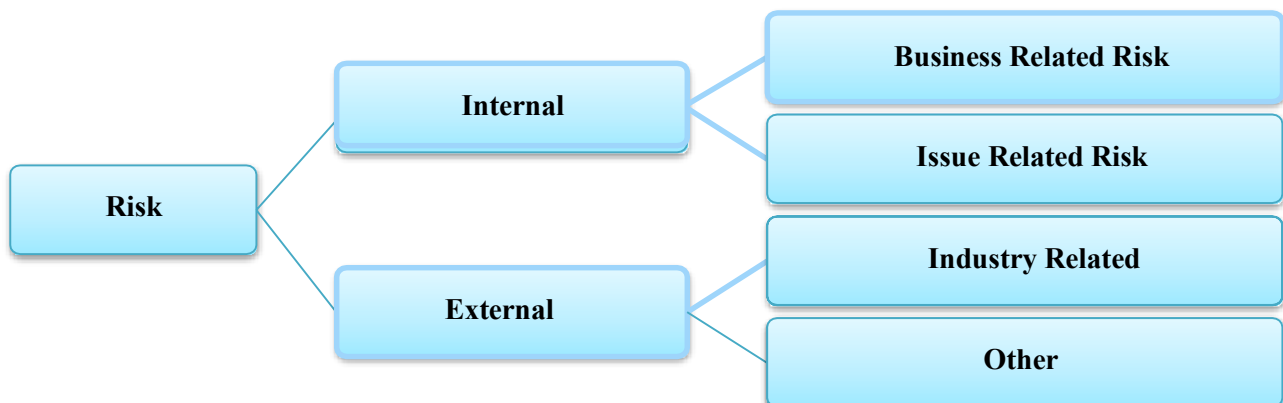 Risk
Internal
Business Related Risk
Issue Related Risk
External
Industry Related
Other